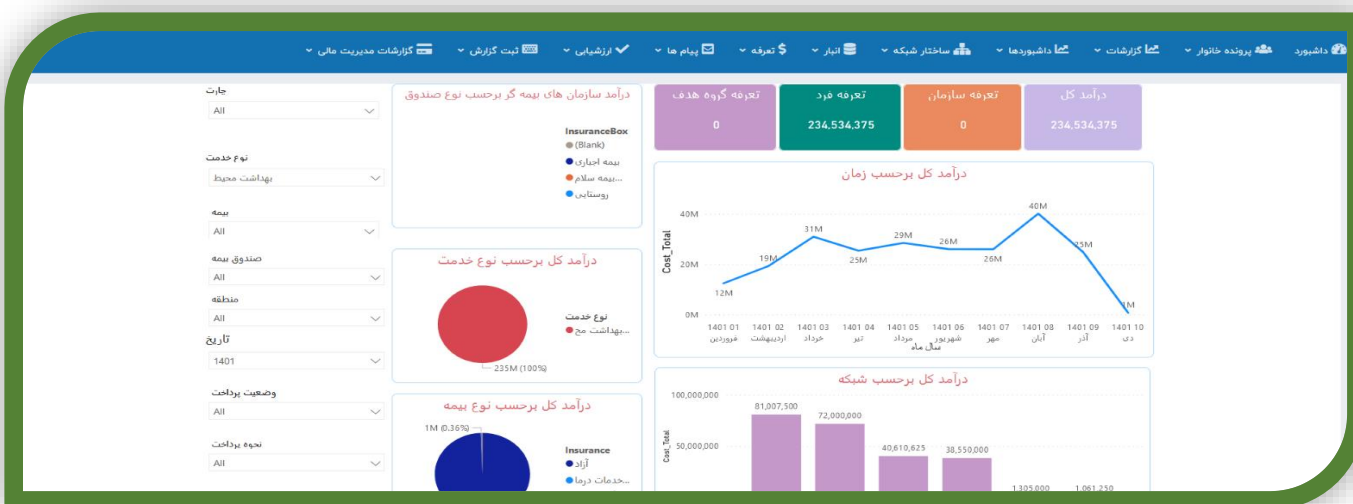 داشبورد پرونده خانوار گزارشات داشبوردها ساختار شبکه انبار تعرفه پیام ها ارزشیابی ثبت گزارش گزارشات مدیریت مالی
درآمد کل
234,534,375
تعرفه سازمان
0
تعرفه فرد
234,534,375
تعرفه گروه هدف
0
درآمد کل برحسب زمان
Cost_Total
40M
20M
0M
12M
19M
31M
25M
29M
26M
26M
40M
25M
1M
1401 01 1401 02 1401 03 1401 04 1401 05 1401 06 1401 07 1401 08 1401 09 1401 10
فروردین اردیبهشت خرداد تیر مرداد شهریور مهر آبان آذر دی
سال ماه
درآمد کل برحسب شبکه
Cost_Total
100,000,000
50,000,000
81,007,500
72,000,000
40,610,625
38,550,000
1,305,000
1,061,250
درآمد سازمان های بیمه گر برحسب نوع صندوق
InsuranceBox
(Blank)
بیمه اجباری
بیمه سلام...
روستایی
درآمد کل برحسب نوع خدمت
نوع خدمت
بهداشت مح...
235M (100%)
درآمد کل برحسب نوع بیمه
1M (0.36%)
Insurance
آزاد
خدمات درما...
چارت
All
نوع خدمت
بهداشت محیط
بیمه
All
صندوق بیمه
All
منطقه
All
تاریخ
1401
وضعیت پرداخت
All
نحوه پرداخت
All